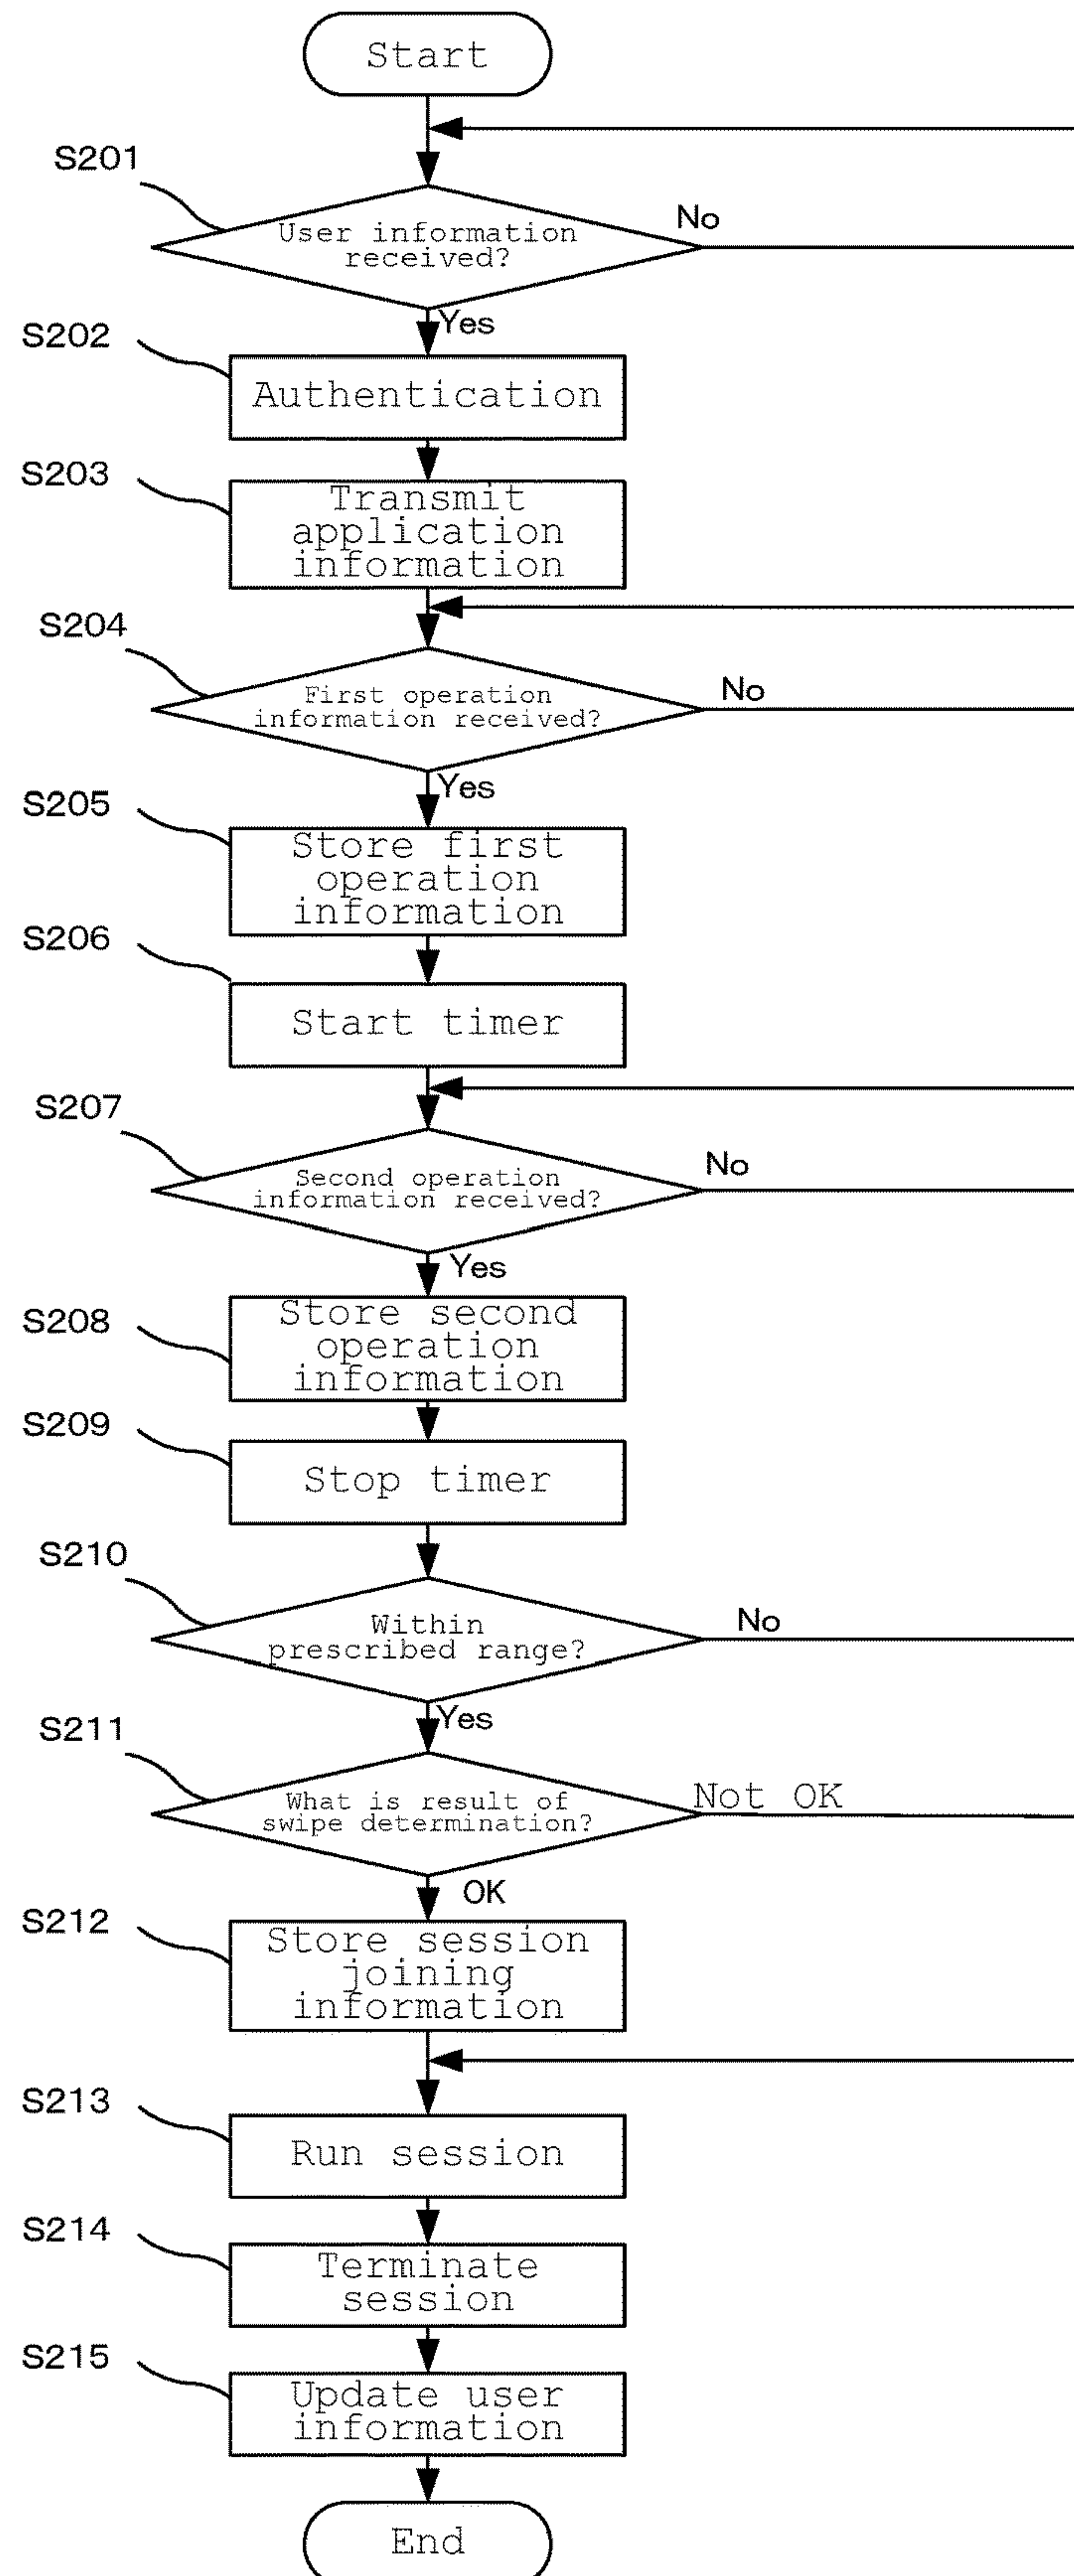 Start
S201
User information
received?
No
Yes
S202
Authentication
S203
Transmit
application
information
S204
First operation
information received?
No
Yes
S205
Store first
operation
information
S206
Start timer
S207
Second operation
information received?
No
Yes
S208
Store second
operation
information
S209
Stop timer
S210
Within
prescribed range?
No
Yes
S211
What is result of
swipe determination?
Not OK
OK
S212
Store session
joining
information
S213
Run session
S214
Terminate
session
S215
Update user
information
End